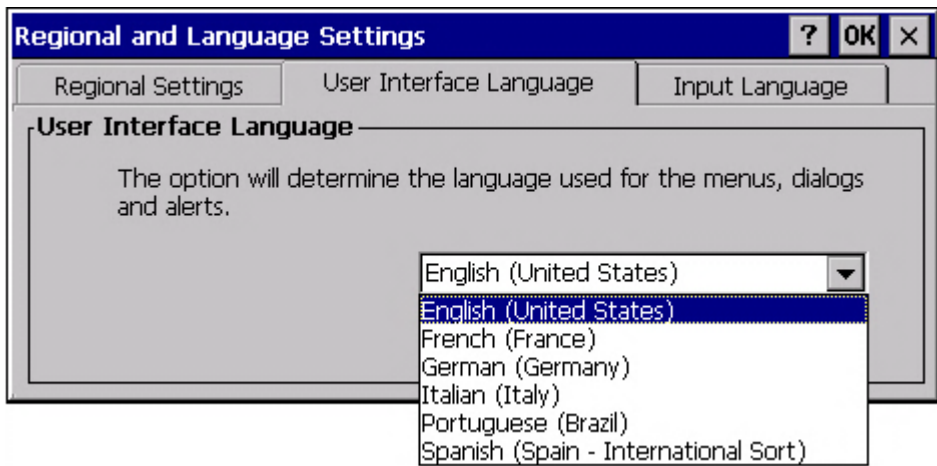 Regional and Language Settings ? OK ×
Regional Settings User Interface Language Input Language
User Interface Language
The option will determine the language used for the menus, dialogs
and alerts.
English (United States)
English (United States)
French (France)
German (Germany)
Italian (Italy)
Portuguese (Brazil)
Spanish (Spain - International Sort)